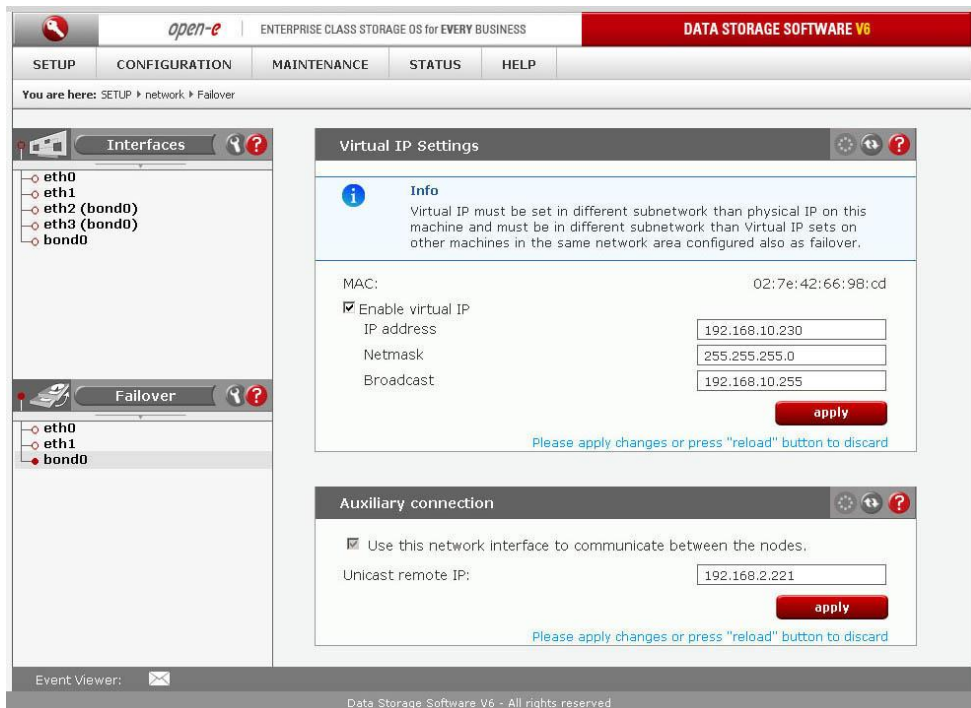 open-e
ENTERPRISE CLASS STORAGE OS for EVERY BUSINESS
DATA STORAGE SOFTWARE V6
SETUP CONFIGURATION MAINTENANCE STATUS HELP
You are here: SETUP ▸ network ▸ Failover
Interfaces
eth0
eth1
eth2 (bond0)
eth3 (bond0)
bond0
Failover
eth0
eth1
bond0
Virtual IP Settings
Info
Virtual IP must be set in different subnetwork than physical IP on this
machine and must be in different subnetwork than Virtual IP sets on
other machines in the same network area configured also as failover.
MAC: 02:7e:42:66:98:cd
Enable virtual IP
IP address 192.168.10.230
Netmask 255.255.255.0
Broadcast 192.168.10.255
apply
Please apply changes or press "reload" button to discard
Auxiliary connection
Use this network interface to communicate between the nodes.
Unicast remote IP: 192.168.2.221
apply
Please apply changes or press "reload" button to discard
Event Viewer:
Data Storage Software V6 - All rights reserved